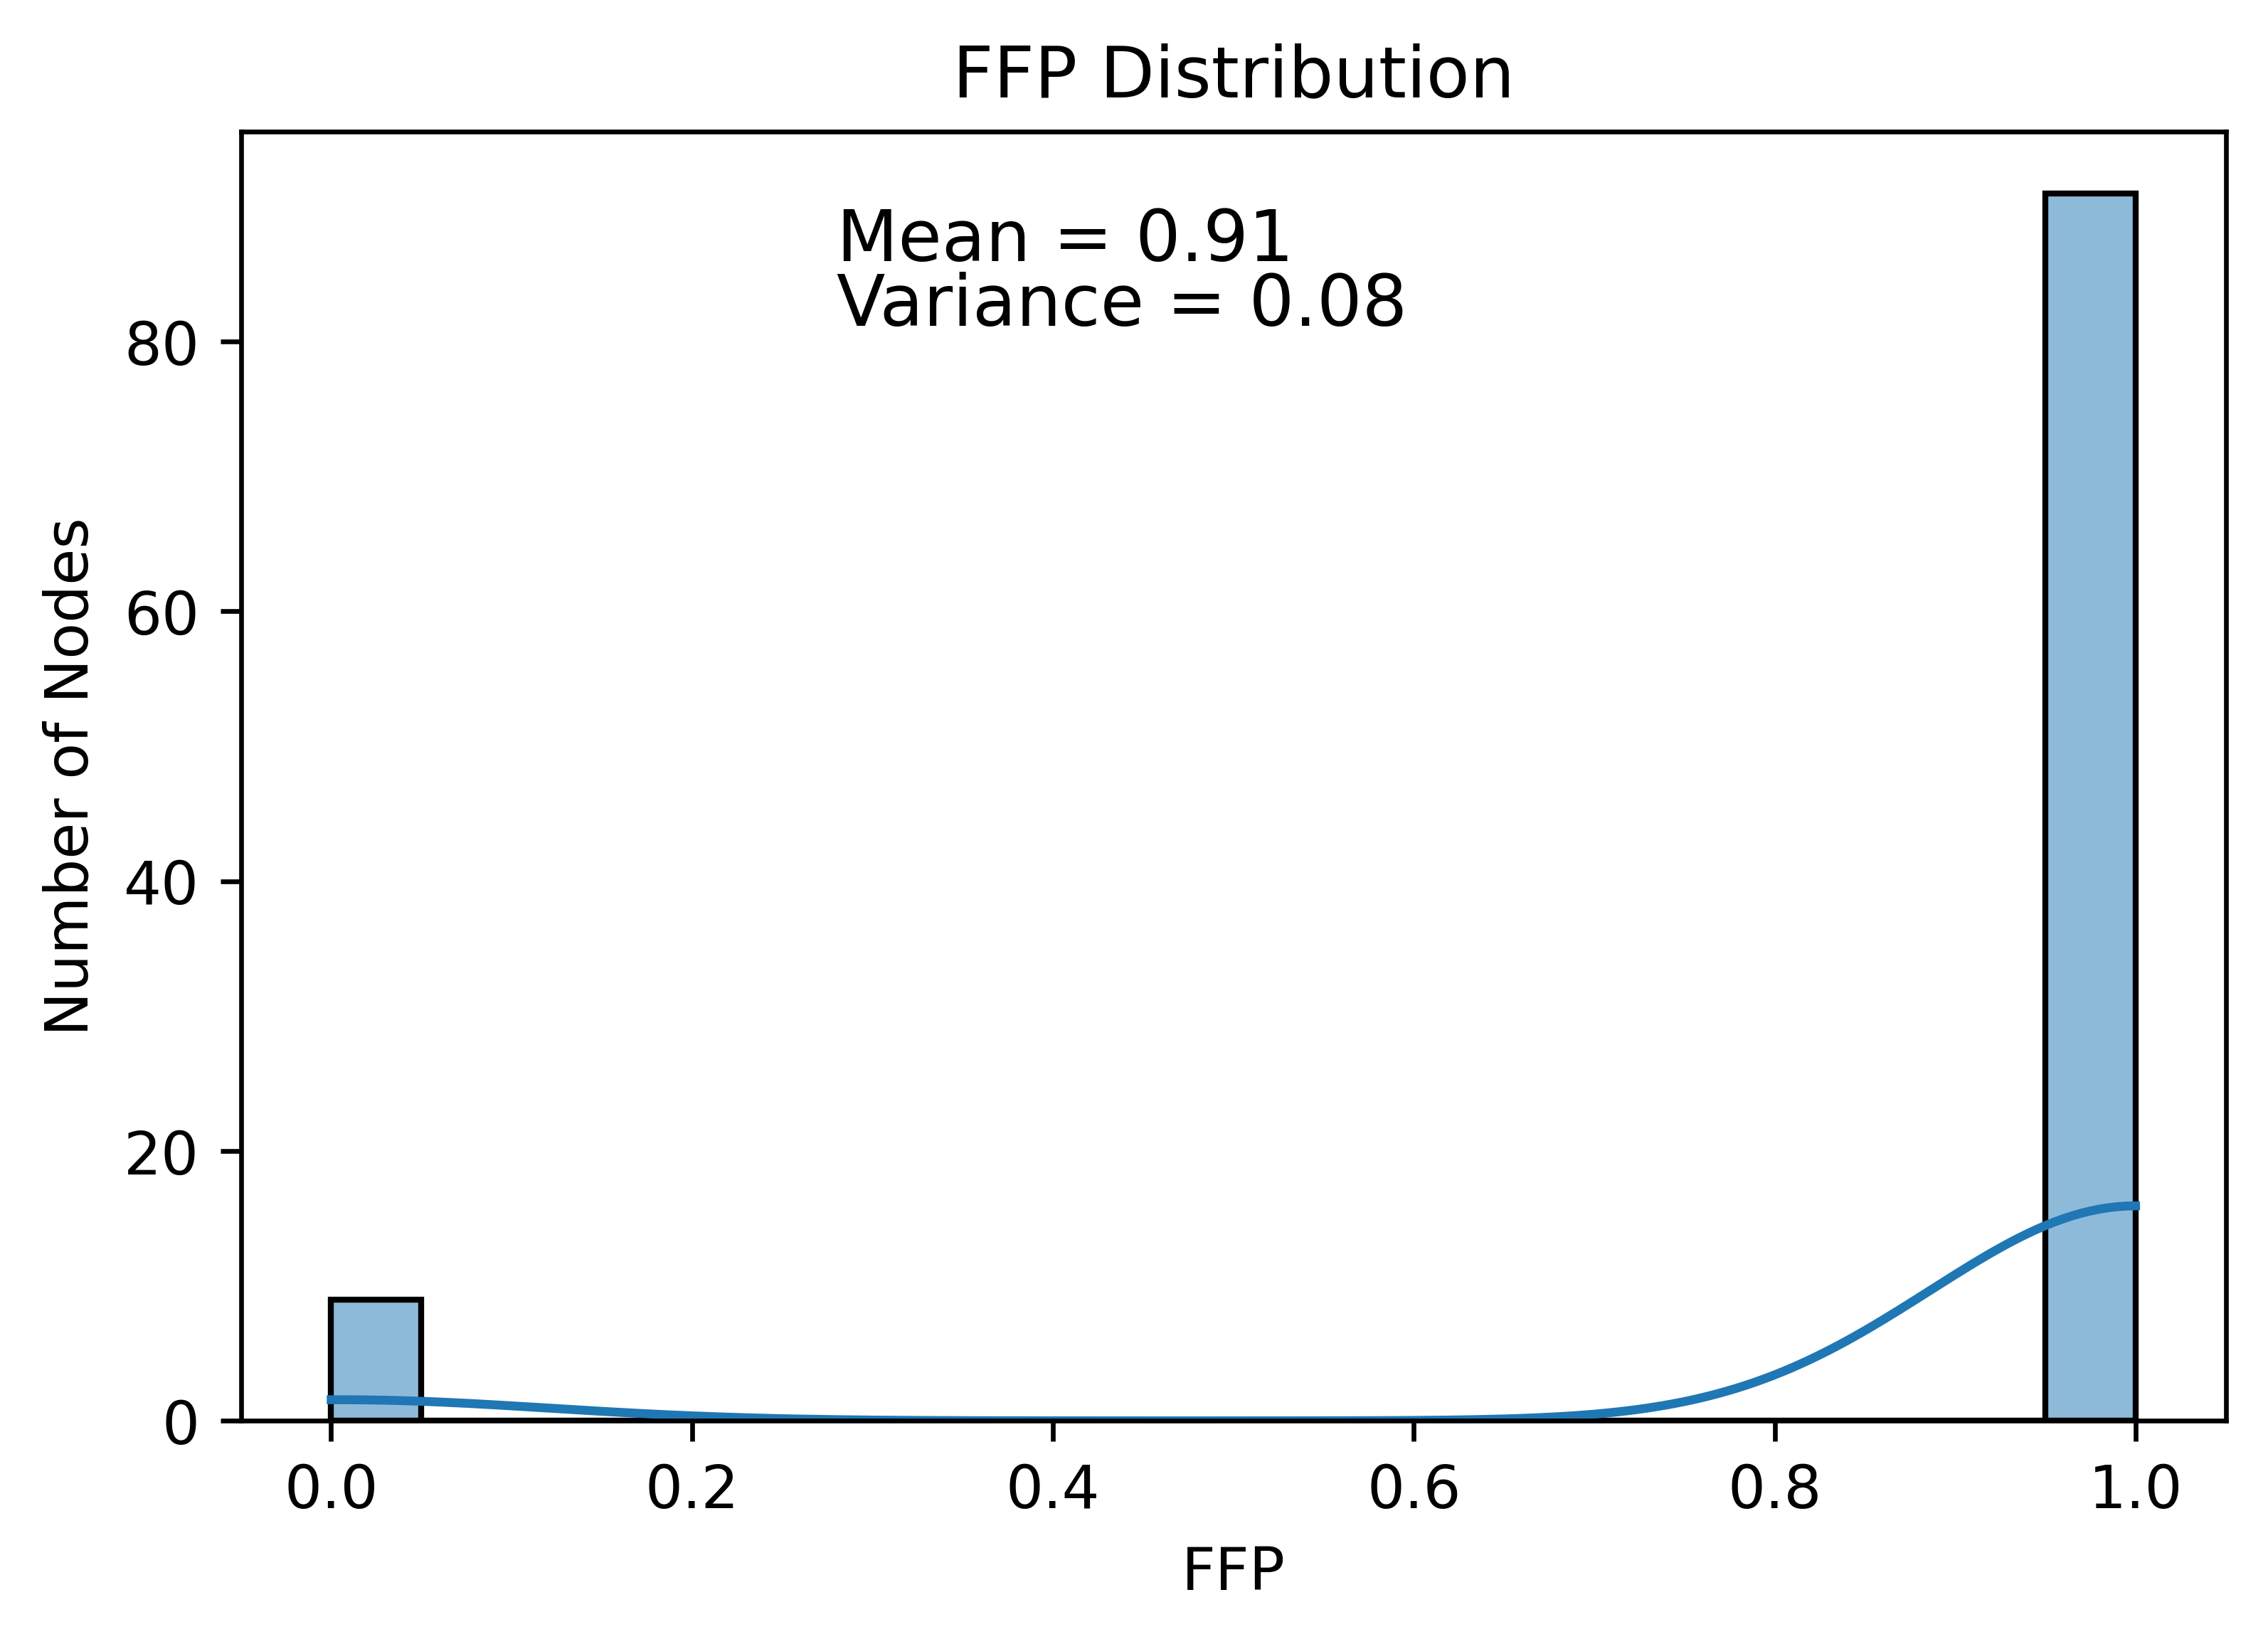 FFP Distribution
Mean = 0.91
Variance = 0.08
Number of Nodes
80
60
40
20
0
0.0 0.2 0.4 0.6 0.8 1.0
FFP